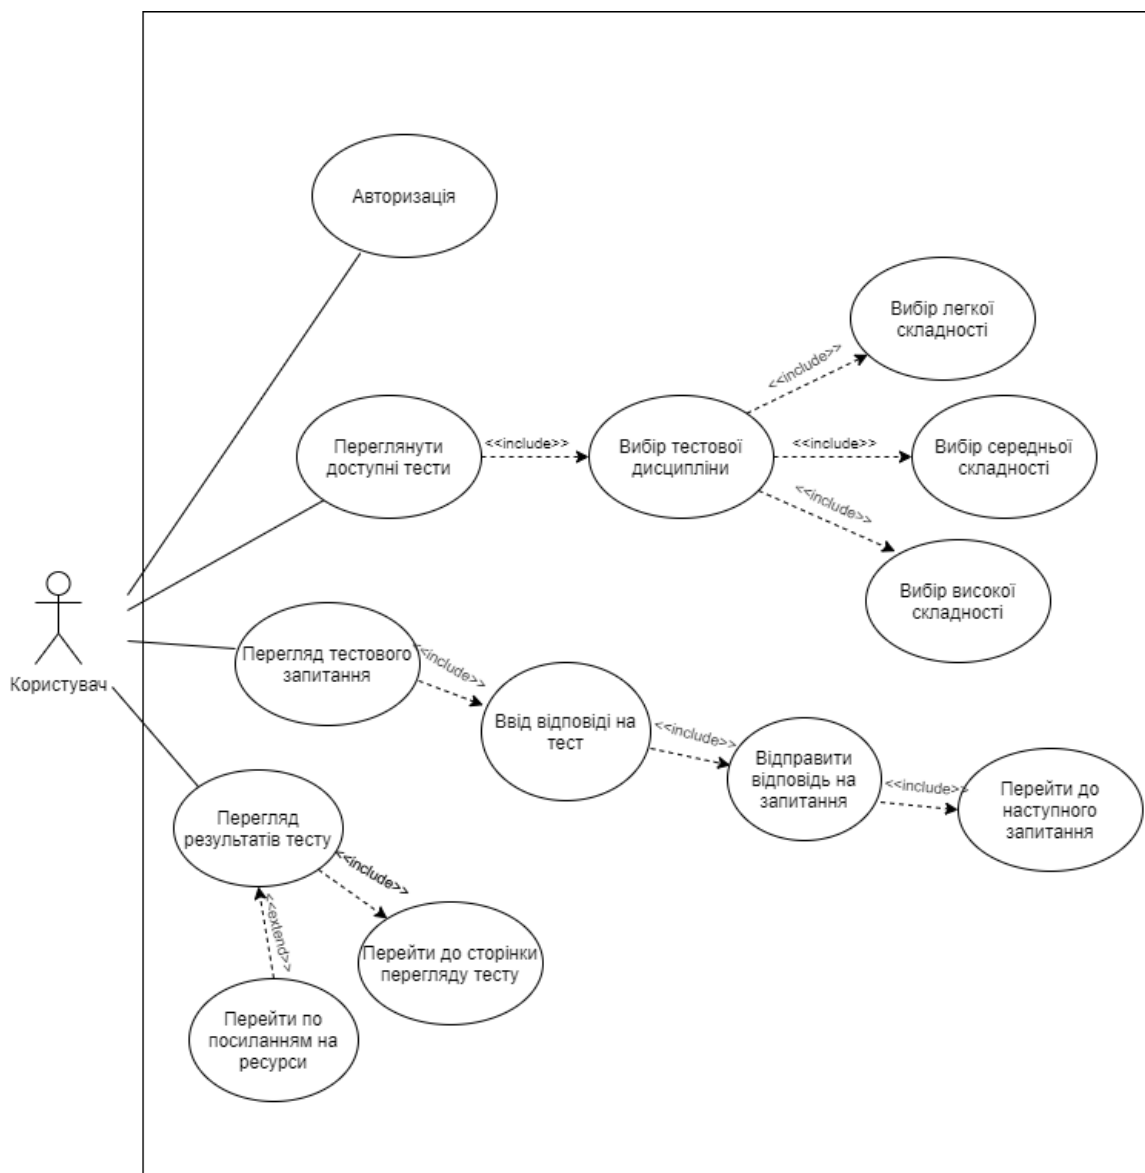 Авторизація
Вибір легкої
складності
<<include>>
Переглянути
доступні тести
<<include>>
Вибір тестової
дисципліни
<<include>>
Вибір середньої
складності
<<include>>
Вибір високої
складності
Користувач
Перегляд тестового
запитання
<<include>>
Ввід відповіді на
тест
<<include>>
Відправити
відповідь на
запитання
<<include>>
Перейти до
наступного
запитання
Перегляд
результатів тесту
<<include>>
<<extend>>
Перейти до сторінки
перегляду тесту
Перейти по
посиланням на
ресурси